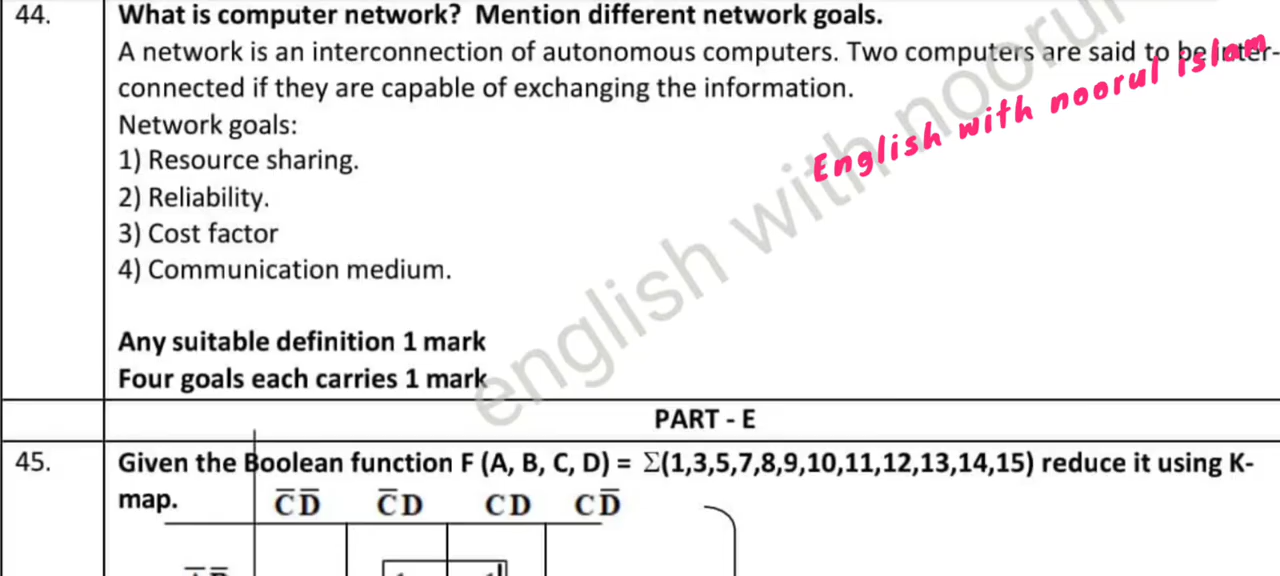 44.
What is computer network? Mention different network goals.
A network is an interconnection of autonomous computers. Two computers are said to be inter-
connected if they are capable of exchanging the information.
Network goals:
1) Resource sharing.
2) Reliability.
3) Cost factor
4) Communication medium.
English with noorul islam
english with noorul
Any suitable definition 1 mark
Four goals each carries 1 mark
PART - E
45.
Given the Boolean function F (A, B, C, D) = Σ(1,3,5,7,8,9,10,11,12,13,14,15) reduce it using K-
map.
C̅D̅ C̅D CD CD̅